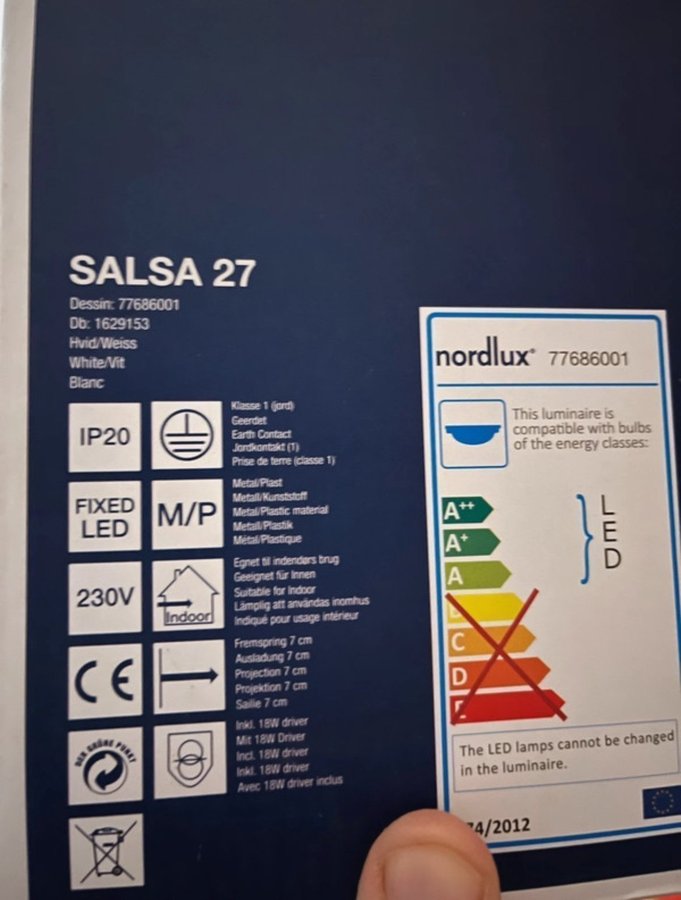 SALSA 27
Dessin: 77686001
Db: 1629153
Hvid/Weiss
White/Vit
Blanc
IP20
Klasse 1 (jord)
Geerdet
Earth Contact
Jordkontakt (1)
Prise de terre (classe 1)
FIXED
LED
M/P
Metal/Plast
Metall/Kunststoff
Metal/Plastic material
Metall/Plastik
Métal/Plastique
230V
Indoor
Egnet til indendørs brug
Geeignet für Innen
Suitable for Indoor
Lämplig att användas inomhus
Indiqué pour usage intérieur
CE
Fremspring 7 cm
Ausladung 7 cm
Projection 7 cm
Projektion 7 cm
Saille 7 cm
DER GRÜNE PUNKT
Inkl. 18W driver
Mit 18W Driver
Incl. 18W driver
Inkl. 18W driver
Avec 18W driver inclus
nordlux® 77686001
This luminaire is
compatible with bulbs
of the energy classes:
A++
A+
A
C
D
L
E
D
The LED lamps cannot be changed
in the luminaire.
74/2012